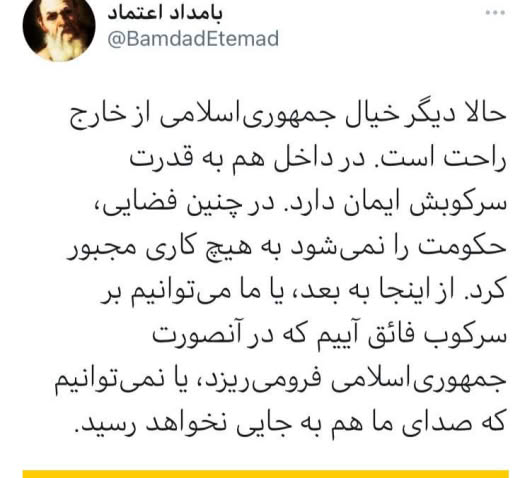 بامداد اعتماد
@BamdadEtemad
حالا دیگر خیال جمهوری‌اسلامی از خارج
راحت است. در داخل هم به قدرت
سرکوبش ایمان دارد. در چنین فضایی،
حکومت را نمی‌شود به هیچ کاری مجبور
کرد. از اینجا به بعد، یا ما می‌توانیم بر
سرکوب فائق آییم که در آنصورت
جمهوری‌اسلامی فرومی‌ریزد، یا نمی‌توانیم
که صدای ما هم به جایی نخواهد رسید.